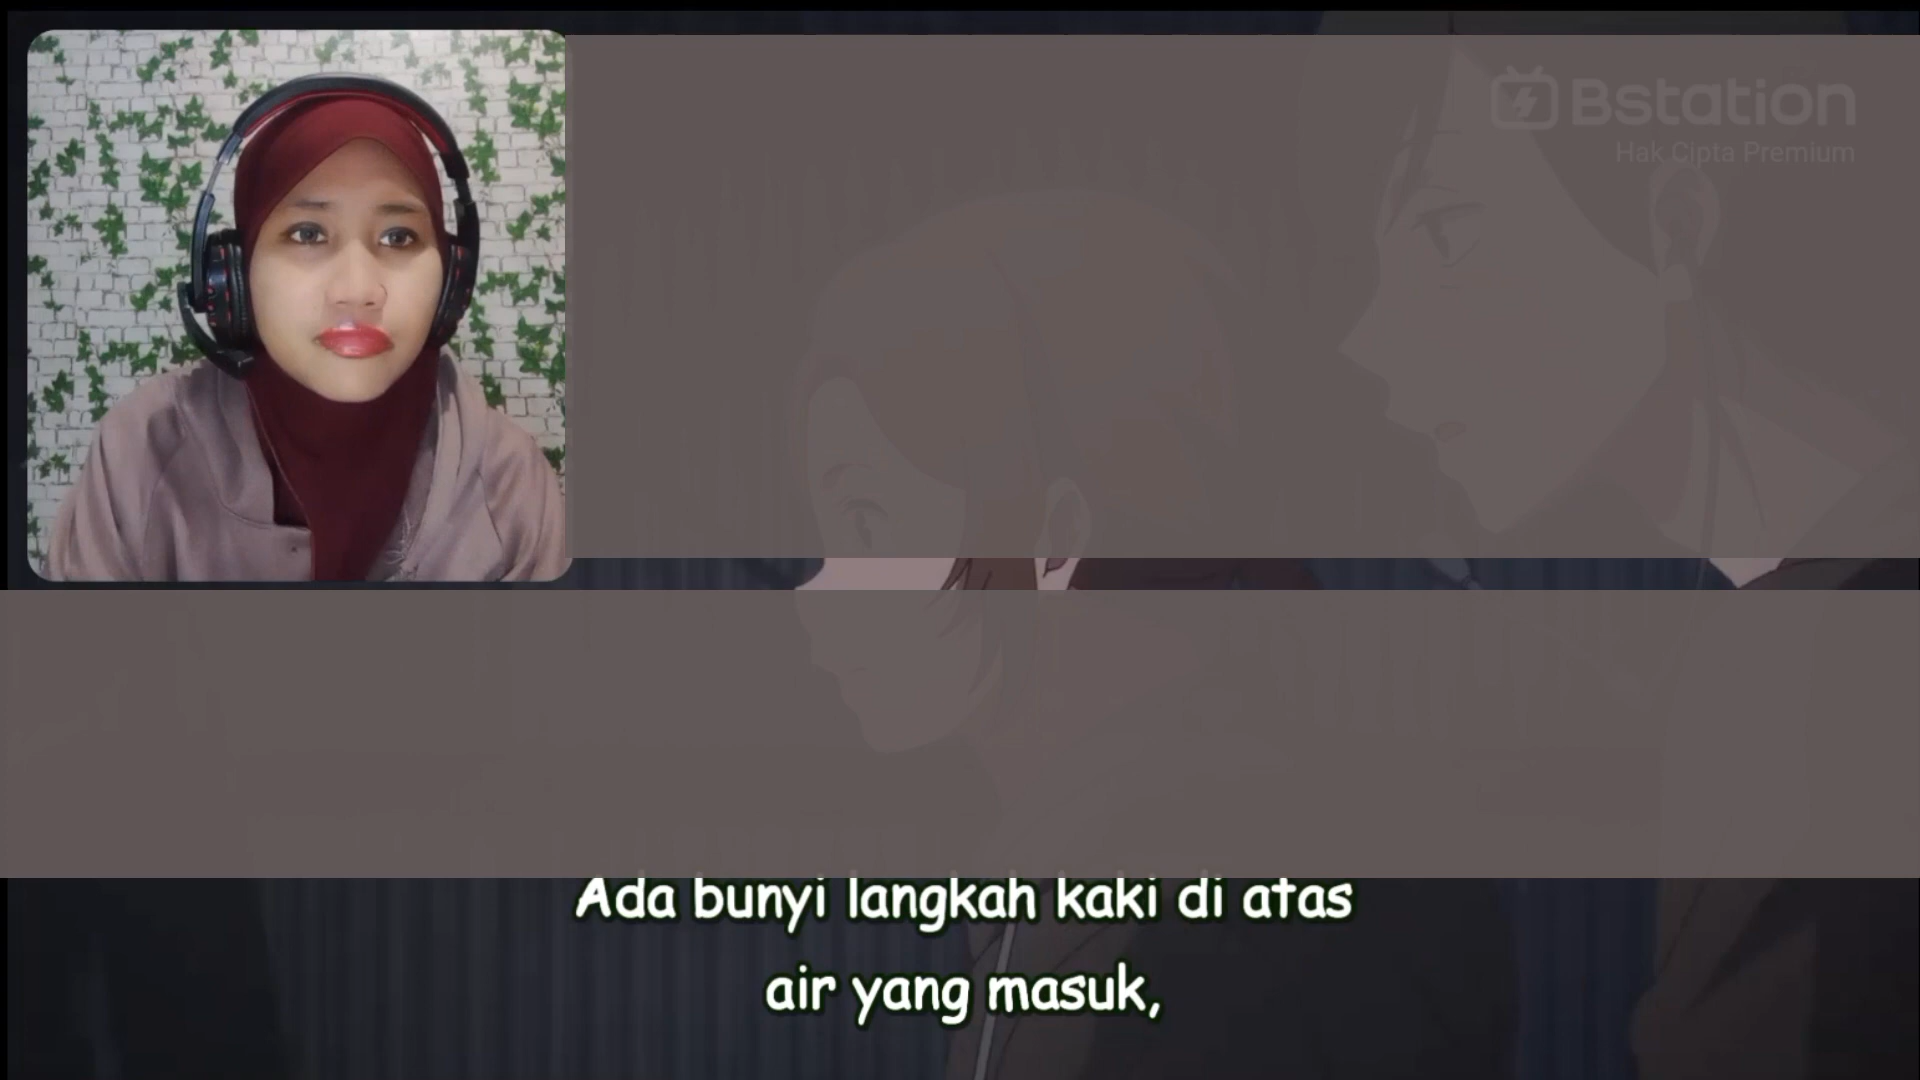 Bstation
Hak Cipta Premium
Ada bunyi langkah kaki di atas
air yang masuk,